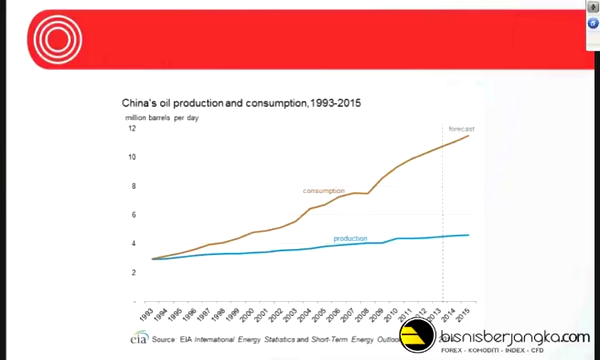 China's oil production and consumption,1993-2015
million barrels per day
12
forecast
10
consumption
8
6
production
4
2
-
1993 1994 1995 1996 1997 1998 1999 2000 2001 2002 2003 2004 2005 2006 2007 2008 2009 2010 2011 2012 2013 2014 2015
eia Source: EIA International Energy Statistics and Short-Term Energy Outlook
bisnisberjangka.com
FOREX - KOMODITI - INDEX - CFD